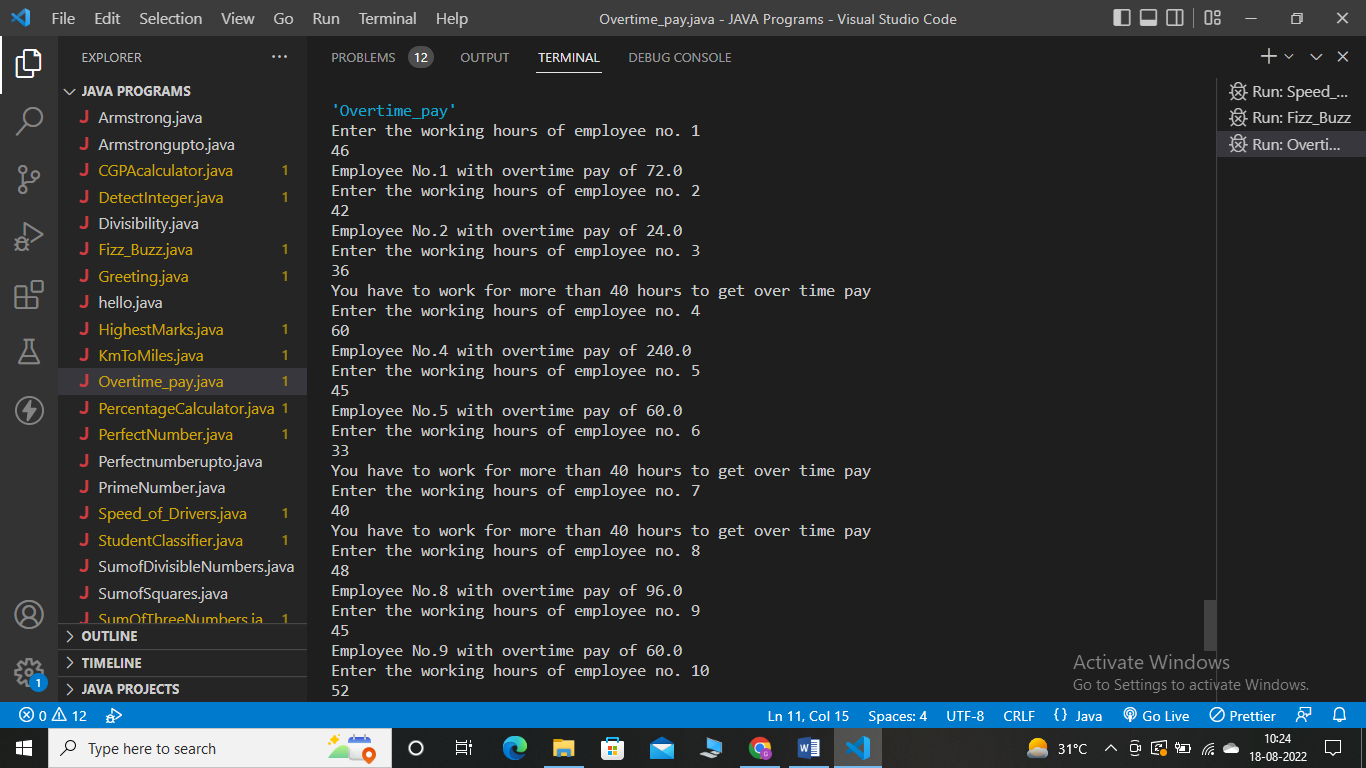 File Edit Selection View Go Run Terminal Help
Overtime_pay.java - JAVA Programs - Visual Studio Code
EXPLORER
JAVA PROGRAMS
Armstrong.java
Armstrongupto.java
CGPAcalculator.java 1
DetectInteger.java 1
Divisibility.java
Fizz_Buzz.java 1
Greeting.java 1
hello.java
HighestMarks.java 1
KmToMiles.java 1
Overtime_pay.java 1
PercentageCalculator.java 1
PerfectNumber.java 1
Perfectnumberupto.java
PrimeNumber.java
Speed_of_Drivers.java 1
StudentClassifier.java 1
SumofDivisibleNumbers.java
SumofSquares.java
SumOfThreeNumbers.ja... 1
OUTLINE
TIMELINE
JAVA PROJECTS
1
PROBLEMS 12 OUTPUT TERMINAL DEBUG CONSOLE
'Overtime_pay'
Enter the working hours of employee no. 1
46
Employee No.1 with overtime pay of 72.0
Enter the working hours of employee no. 2
42
Employee No.2 with overtime pay of 24.0
Enter the working hours of employee no. 3
36
You have to work for more than 40 hours to get over time pay
Enter the working hours of employee no. 4
60
Employee No.4 with overtime pay of 240.0
Enter the working hours of employee no. 5
45
Employee No.5 with overtime pay of 60.0
Enter the working hours of employee no. 6
33
You have to work for more than 40 hours to get over time pay
Enter the working hours of employee no. 7
40
You have to work for more than 40 hours to get over time pay
Enter the working hours of employee no. 8
48
Employee No.8 with overtime pay of 96.0
Enter the working hours of employee no. 9
45
Employee No.9 with overtime pay of 60.0
Enter the working hours of employee no. 10
52
Run: Speed_...
Run: Fizz_Buzz
Run: Overti...
Activate Windows
Go to Settings to activate Windows.
0 12
Ln 11, Col 15 Spaces: 4 UTF-8 CRLF {} Java Go Live Prettier
Type here to search
31°C
10:24
18-08-2022